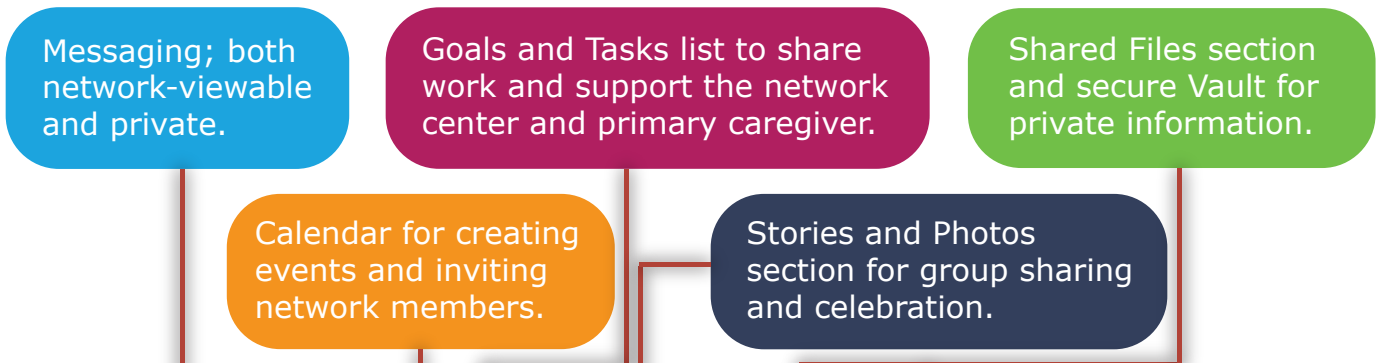 Messaging; both
network-viewable
and private.
Goals and Tasks list to share
work and support the network
center and primary caregiver.
Shared Files section
and secure Vault for
private information.
Calendar for creating
events and inviting
network members.
Stories and Photos
section for group sharing
and celebration.